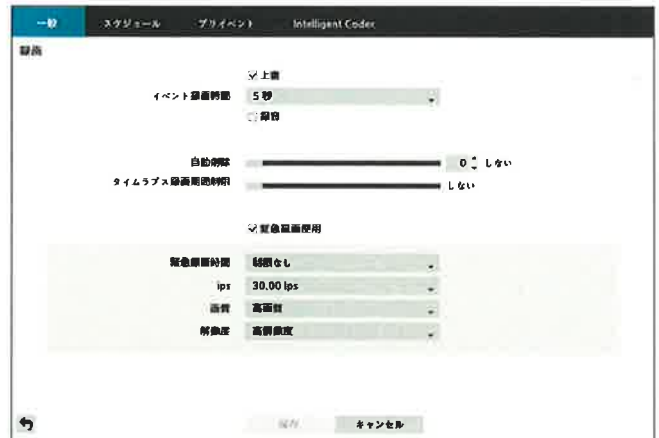 一般 スケジュール プリイベント Intelligent Codec
録画
上書
イベント録画時間 5 秒
録音
自動削除 0 しない
タイムラプス録画期間制限 しない
緊急録画使用
緊急録画時間 制限なし
ips 30.00 ips
画質 高画質
解像度 高解像度
保存 キャンセル